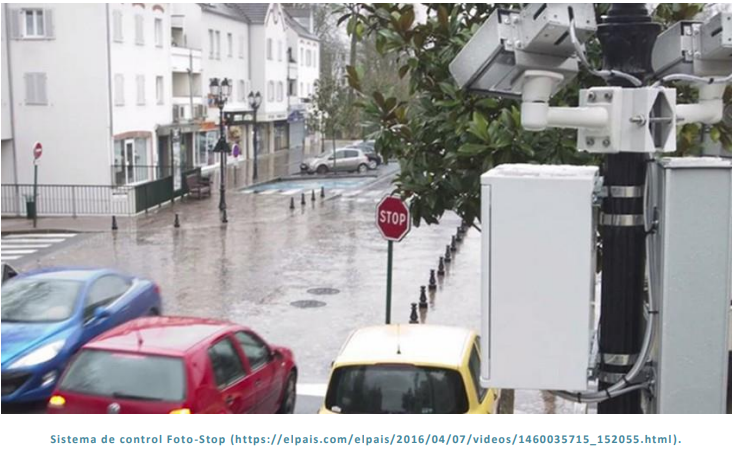 STOP
Sistema de control Foto-Stop (https://elpais.com/elpais/2016/04/07/videos/1460035715_152055.html).